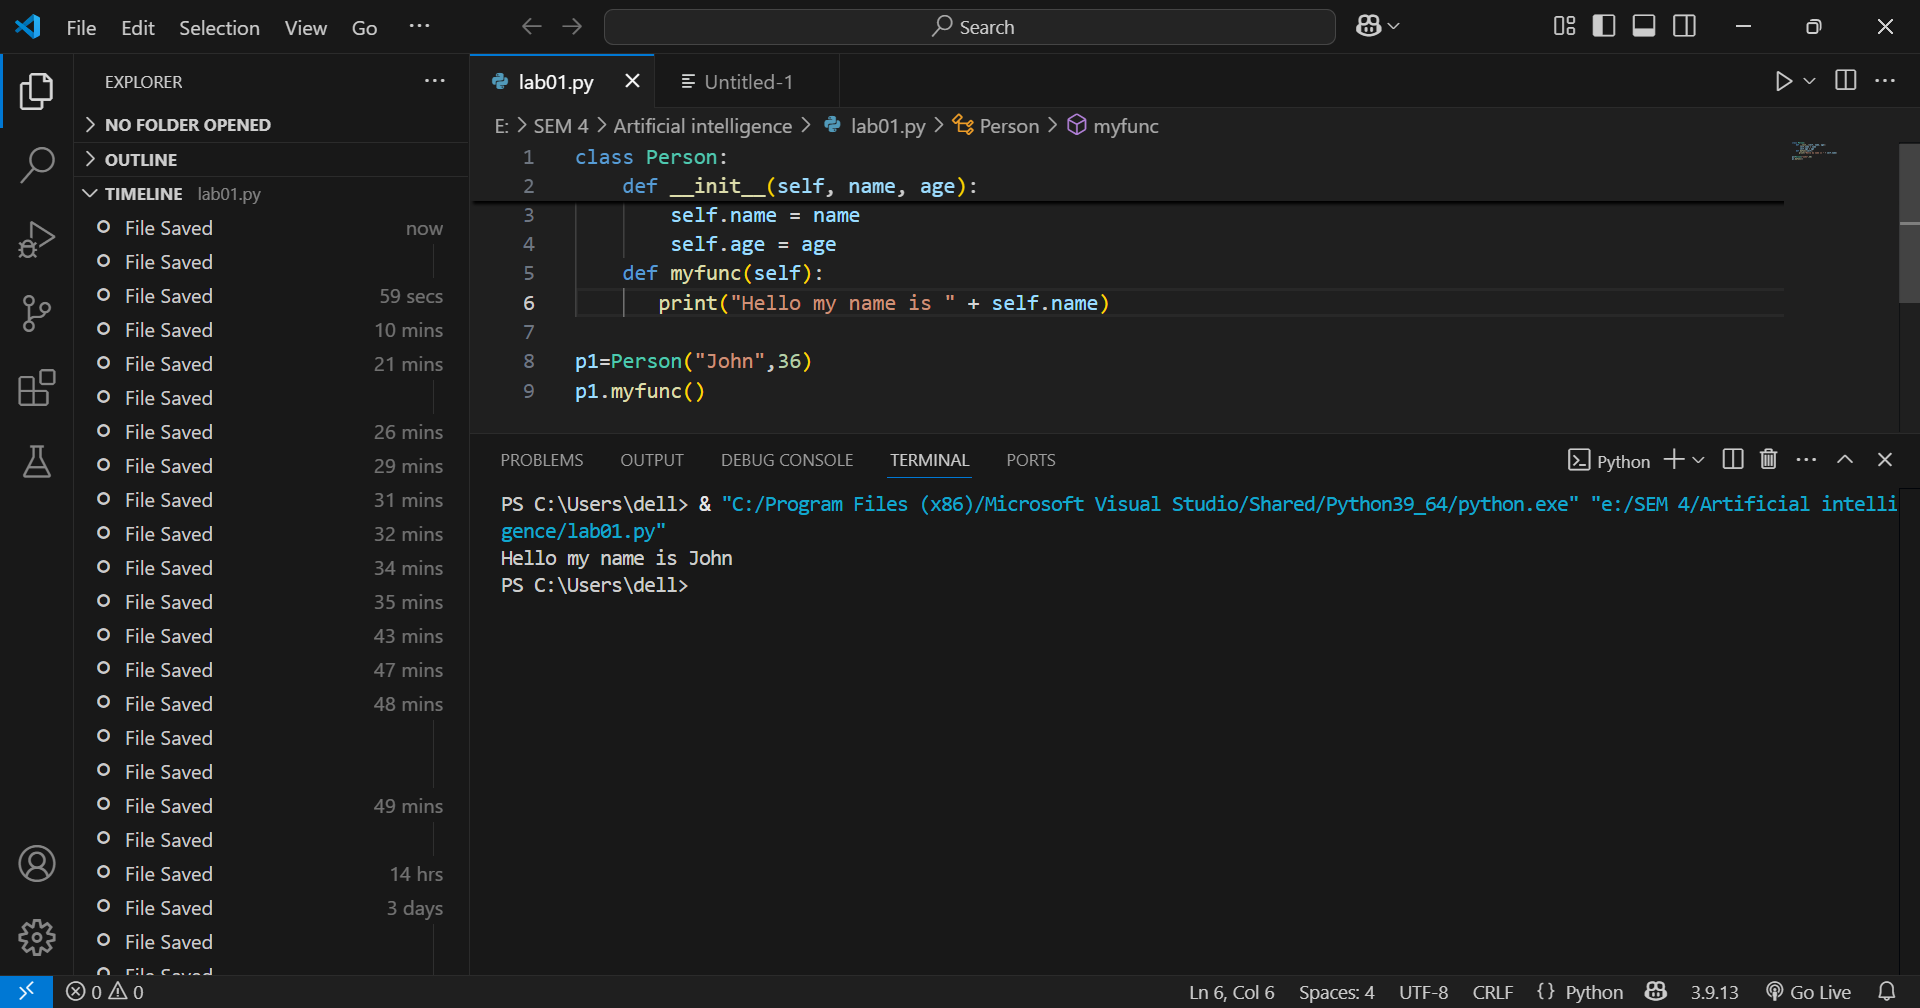 File Edit Selection View Go ··· Search
EXPLORER ···
NO FOLDER OPENED
OUTLINE
TIMELINE lab01.py
File Saved now
File Saved
File Saved 59 secs
File Saved 10 mins
File Saved 21 mins
File Saved
File Saved 26 mins
File Saved 29 mins
File Saved 31 mins
File Saved 32 mins
File Saved 34 mins
File Saved 35 mins
File Saved 43 mins
File Saved 47 mins
File Saved 48 mins
File Saved
File Saved
File Saved 49 mins
File Saved
File Saved 14 hrs
File Saved 3 days
File Saved
File Saved
lab01.py Untitled-1
E: > SEM 4 > Artificial intelligence > lab01.py > Person > myfunc
1 class Person:
2     def __init__(self, name, age):
3         self.name = name
4         self.age = age
5     def myfunc(self):
6        print("Hello my name is " + self.name)
7
8 p1=Person("John",36)
9 p1.myfunc()
PROBLEMS OUTPUT DEBUG CONSOLE TERMINAL PORTS Python
PS C:\Users\dell> & "C:/Program Files (x86)/Microsoft Visual Studio/Shared/Python39_64/python.exe" "e:/SEM 4/Artificial intelli
gence/lab01.py"
Hello my name is John
PS C:\Users\dell>
0 0 Ln 6, Col 6 Spaces: 4 UTF-8 CRLF {} Python 3.9.13 Go Live